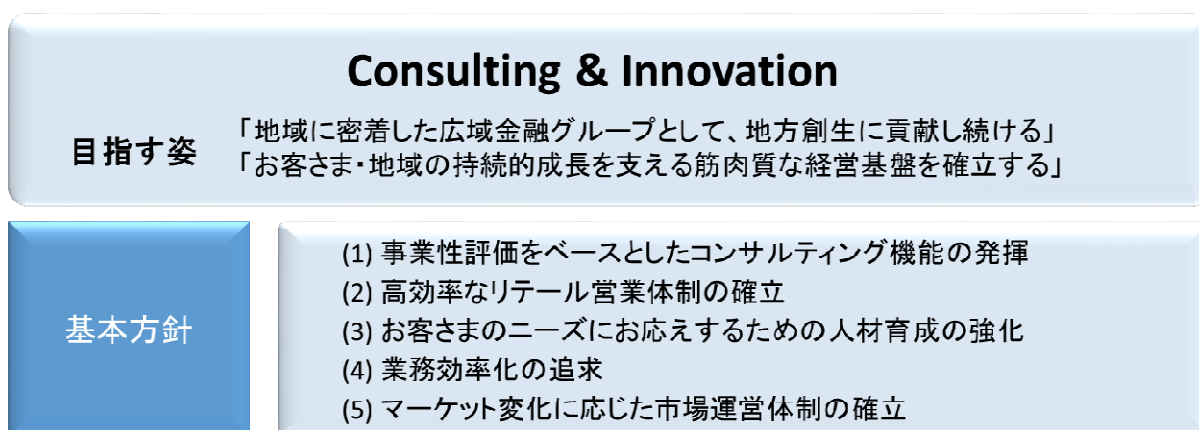 Consulting & Innovation
目指す姿
「地域に密着した広域金融グループとして、地方創生に貢献し続ける」
「お客さま・地域の持続的成長を支える筋肉質な経営基盤を確立する」
基本方針
(1) 事業性評価をベースとしたコンサルティング機能の発揮
(2) 高効率なリテール営業体制の確立
(3) お客さまのニーズにお応えするための人材育成の強化
(4) 業務効率化の追求
(5) マーケット変化に応じた市場運営体制の確立